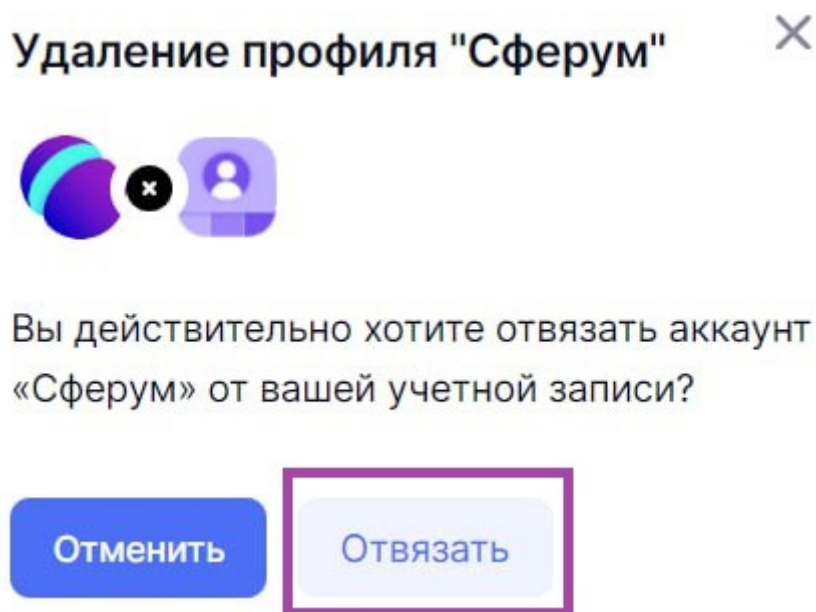 Удаление профиля "Сферум"
Вы действительно хотите отвязать аккаунт
«Сферум» от вашей учетной записи?
Отменить
Отвязать